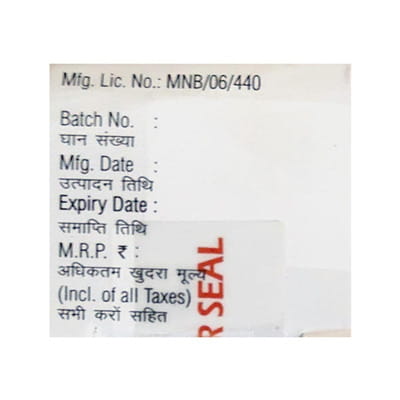 Mfg. Lic. No.: MNB/06/440
Batch No. :
घान संख्या
Mfg. Date :
उत्पादन तिथि
Expiry Date :
समाप्ति तिथि
M.R.P. ₹ :
अधिकतम खुदरा मूल्य
(Incl. of all Taxes)
सभी करों सहित
R SEAL